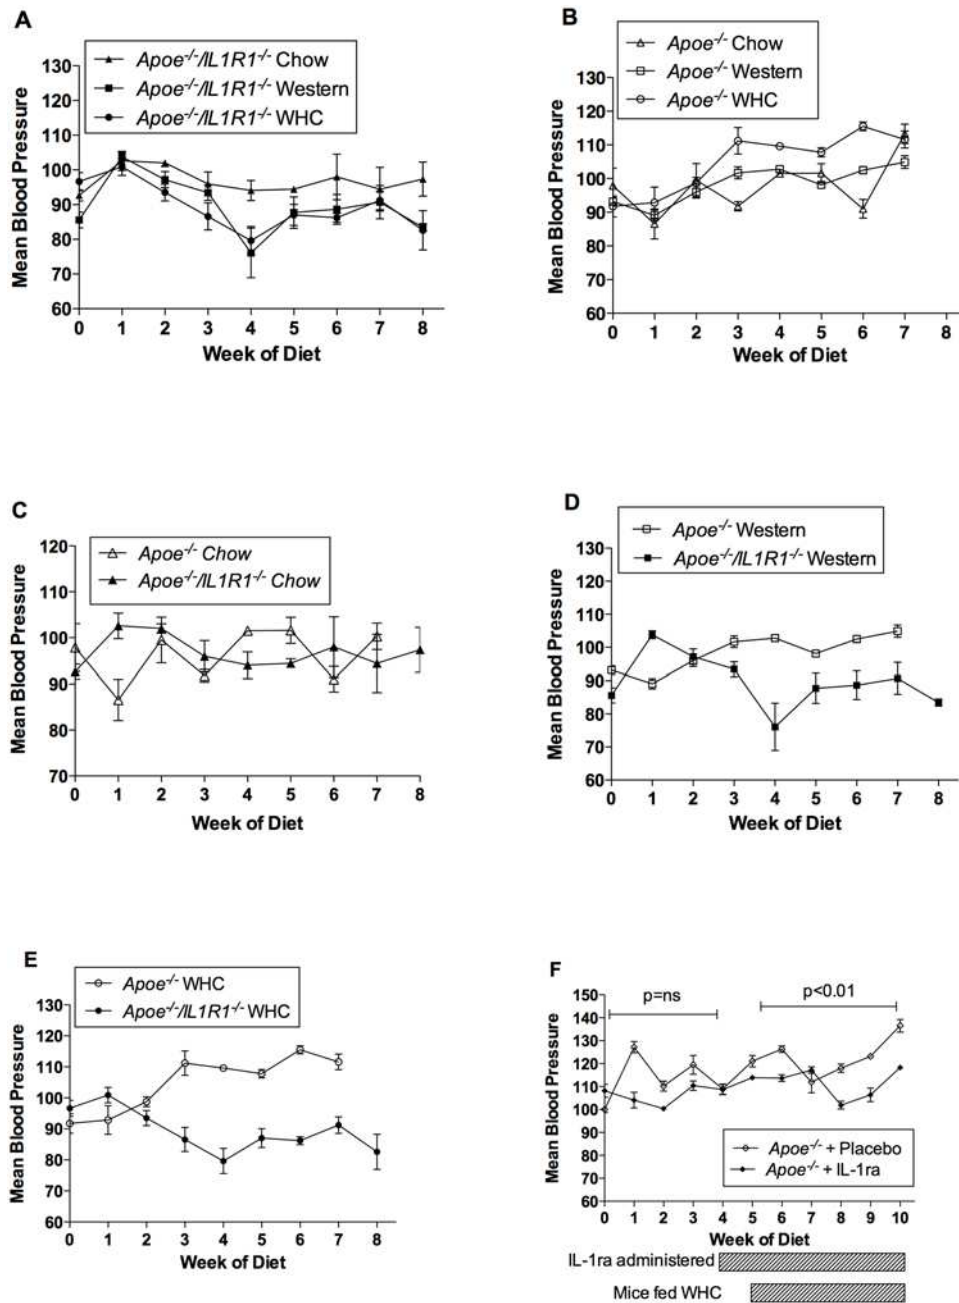 A
Apoe-/-/IL1R1-/- Chow
Apoe-/-/IL1R1-/- Western
Apoe-/-/IL1R1-/- WHC
Mean Blood Pressure
130
120
110
100
90
80
70
60
0 1 2 3 4 5 6 7 8
Week of Diet
B
Apoe-/- Chow
Apoe-/- Western
Apoe-/- WHC
Mean Blood Pressure
130
120
110
100
90
80
70
60
0 1 2 3 4 5 6 7 8
Week of Diet
C
Apoe-/- Chow
Apoe-/-/IL1R1-/- Chow
Mean Blood Pressure
120
110
100
90
80
70
0 1 2 3 4 5 6 7 8
Week of Diet
D
Apoe-/- Western
Apoe-/-/IL1R1-/- Western
Mean Blood Pressure
130
120
110
100
90
80
70
60
0 1 2 3 4 5 6 7 8
Week of Diet
E
Apoe-/- WHC
Apoe-/-/IL1R1-/- WHC
Mean Blood Pressure
130
120
110
100
90
80
70
60
0 1 2 3 4 5 6 7 8
Week of Diet
F
p=ns
p<0.01
Mean Blood Pressure
150
140
130
120
110
100
90
80
70
60
Apoe-/- + Placebo
Apoe-/- + IL-1ra
0 1 2 3 4 5 6 7 8 9 10
Week of Diet
IL-1ra administered
Mice fed WHC